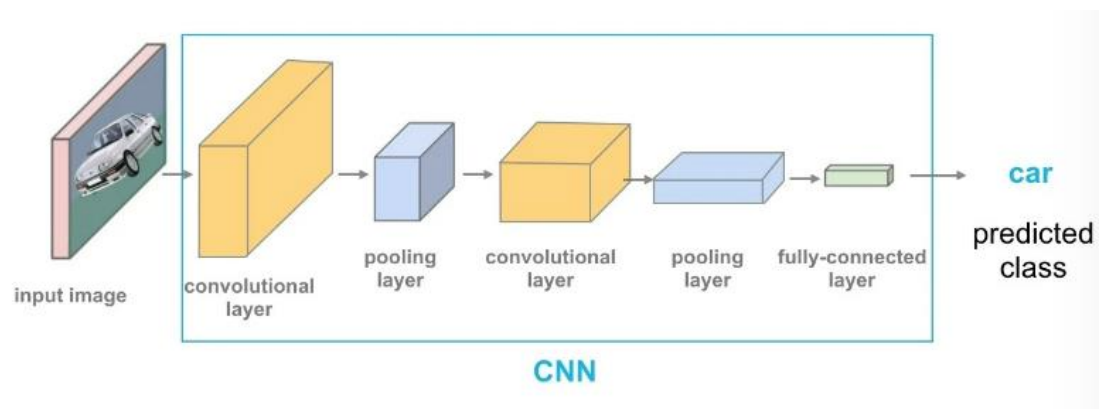 input image
convolutional
layer
pooling
layer
convolutional
layer
pooling
layer
fully-connected
layer
car
predicted
class
CNN